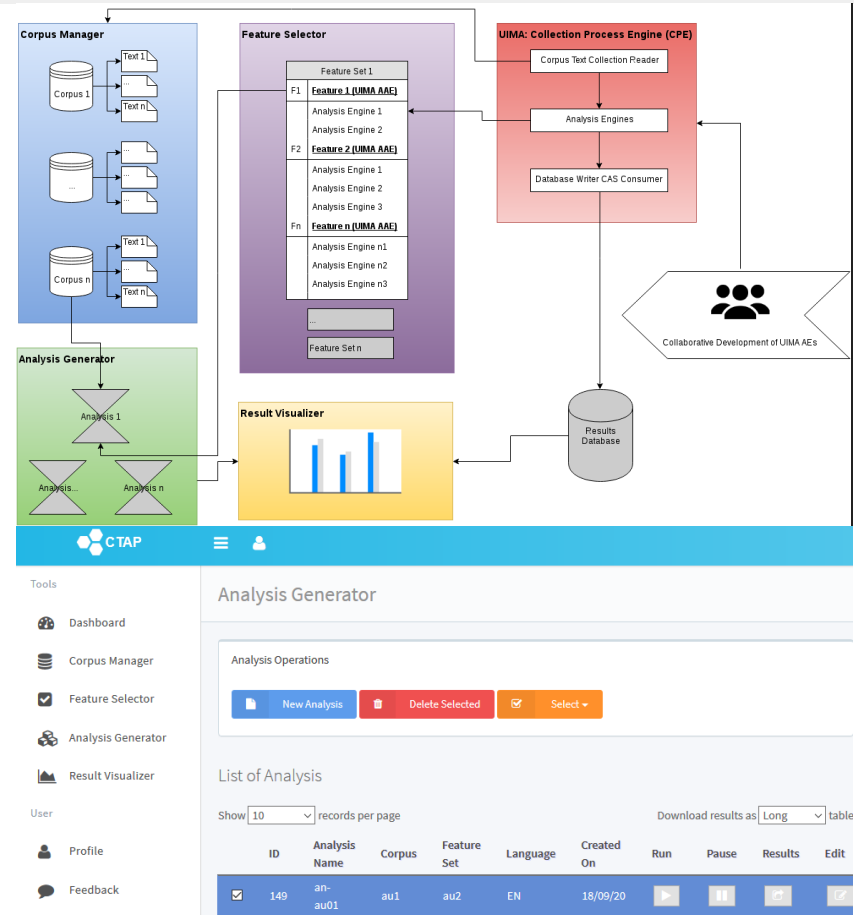 Corpus Manager
Text 1
Corpus 1
...
Text n
...
...
...
...
Text 1
Corpus n
...
Text n
Feature Selector
Feature Set 1
F1 Feature 1 (UIMA AAE)
Analysis Engine 1
Analysis Engine 2
F2 Feature 2 (UIMA AAE)
Analysis Engine 1
Analysis Engine 2
Analysis Engine 3
Fn Feature n (UIMA AAE)
Analysis Engine n1
Analysis Engine n2
Analysis Engine n3
...
Feature Set n
UIMA: Collection Process Engine (CPE)
Corpus Text Collection Reader
Analysis Engines
Database Writer CAS Consumer
Collaborative Development of UIMA AEs
Analysis Generator
Analysis 1
Analysis...
Analysis n
Result Visualizer
Results
Database
CTAP
Tools
Dashboard
Corpus Manager
Feature Selector
Analysis Generator
Result Visualizer
User
Profile
Feedback
Analysis Generator
Analysis Operations
New Analysis Delete Selected Select
List of Analysis
Show 10 records per page Download results as Long table
ID Analysis Name Corpus Feature Set Language Created On Run Pause Results Edit
149 an-au01 au1 au2 EN 18/09/20